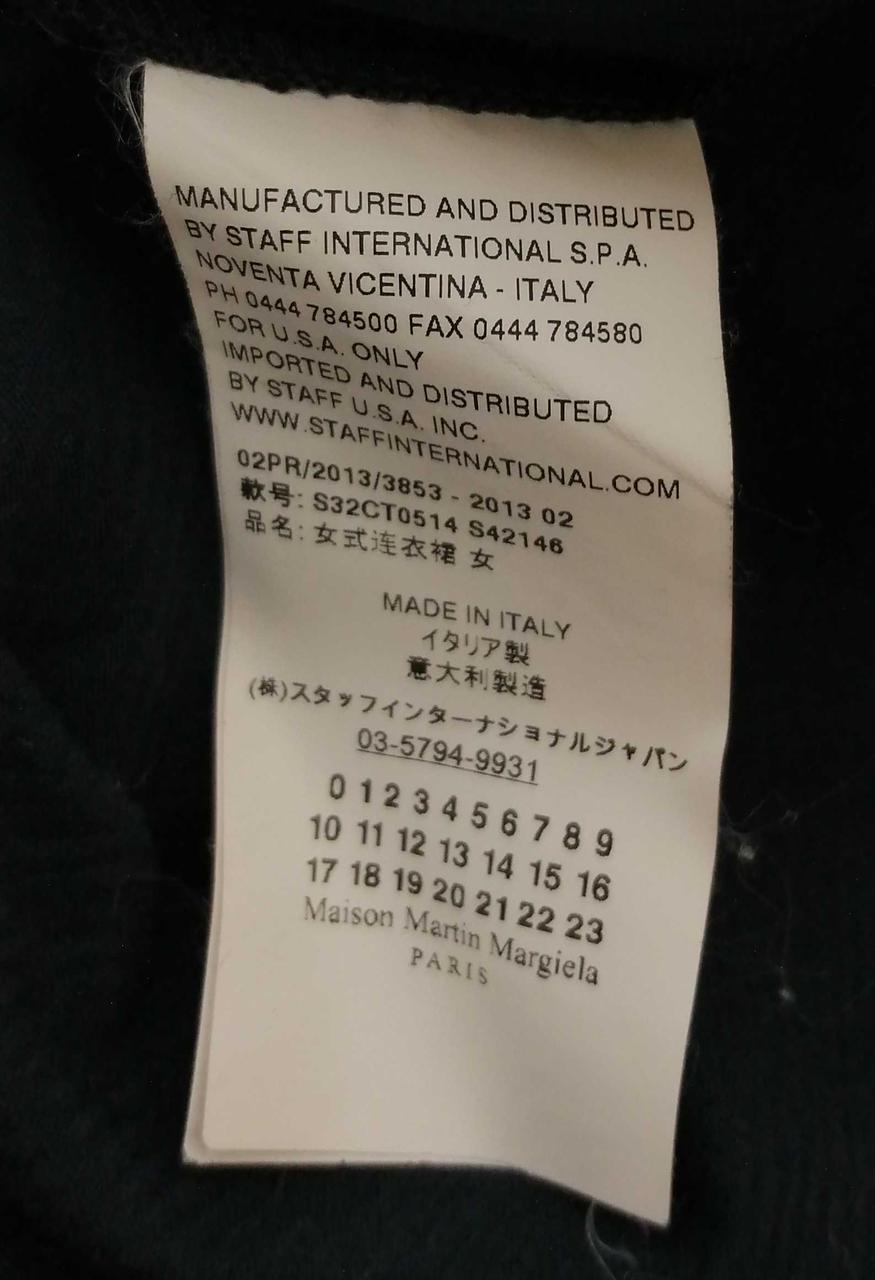 MANUFACTURED AND DISTRIBUTED
BY STAFF INTERNATIONAL S.P.A.
NOVENTA VICENTINA - ITALY
PH 0444 784500 FAX 0444 784580
FOR U.S.A. ONLY
IMPORTED AND DISTRIBUTED
BY STAFF U.S.A. INC.
WWW.STAFFINTERNATIONAL.COM
02PR/2013/3853 - 2013 02
款号: S32CT0514 S42146
品名: 女式连衣裙 女
MADE IN ITALY
イタリア製
意大利製造
(株)スタッフインターナショナルジャパン
03-5794-9931
0 1 2 3 4 5 6 7 8 9
10 11 12 13 14 15 16
17 18 19 20 21 22 23
Maison Martin Margiela
PARIS